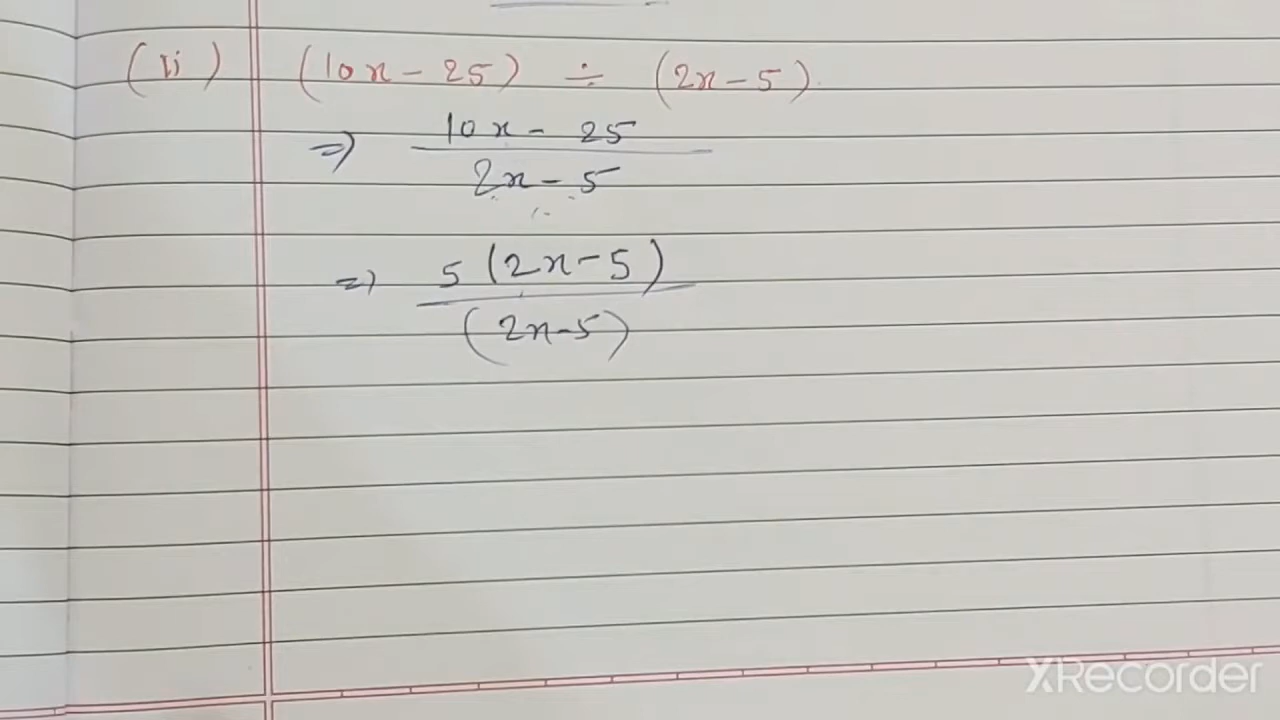 (ii) (10x - 25) ÷ (2x - 5).
⇒ 10x - 25
2x - 5
⇒ 5 (2x - 5)
(2x - 5)
XRecorder